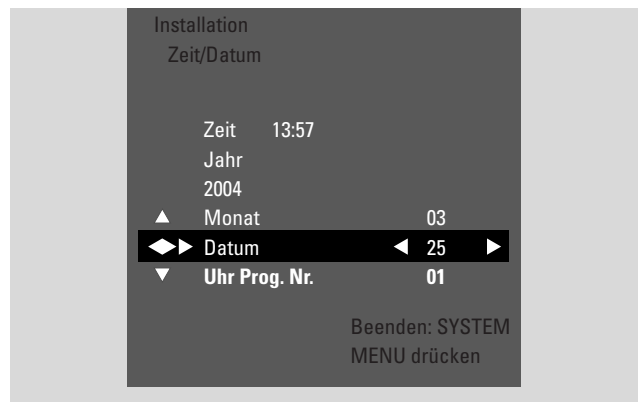 Installation
Zeit/Datum
Zeit 13:57
Jahr
2004
Monat 03
Datum 25
Uhr Prog. Nr. 01
Beenden: SYSTEM
MENU drücken